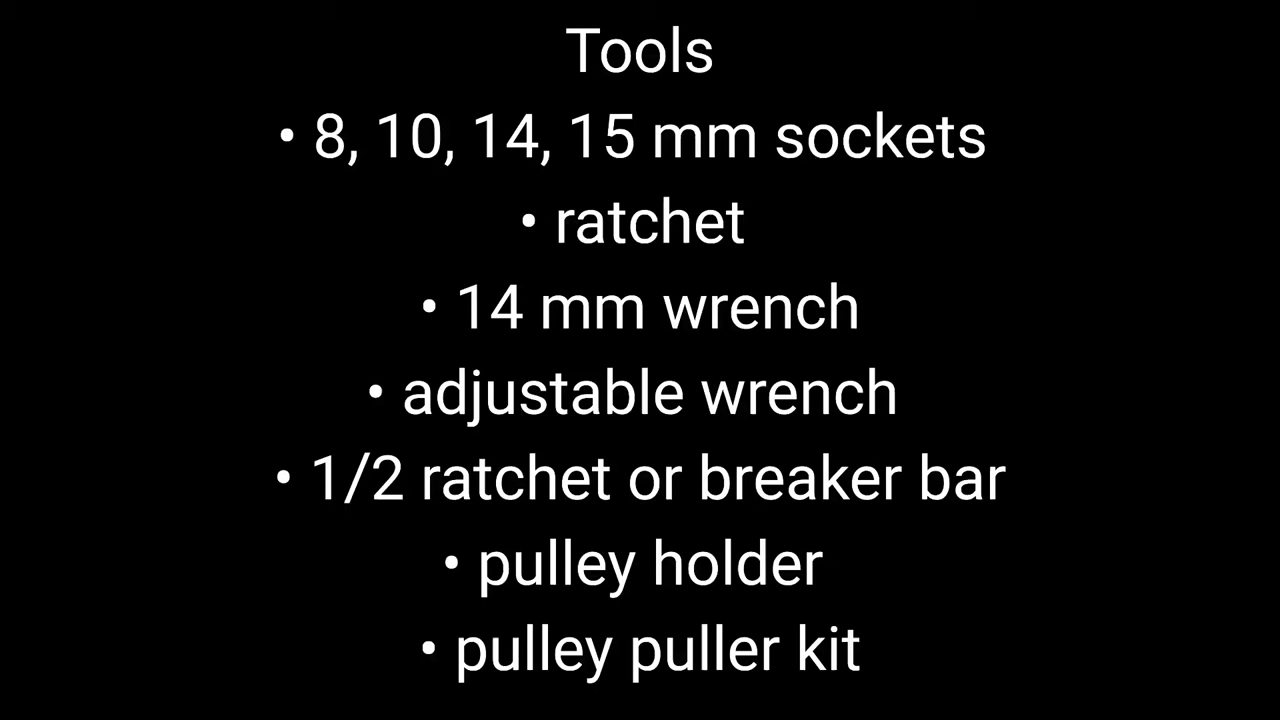 Tools
• 8, 10, 14, 15 mm sockets
• ratchet
• 14 mm wrench
• adjustable wrench
• 1/2 ratchet or breaker bar
• pulley holder
• pulley puller kit